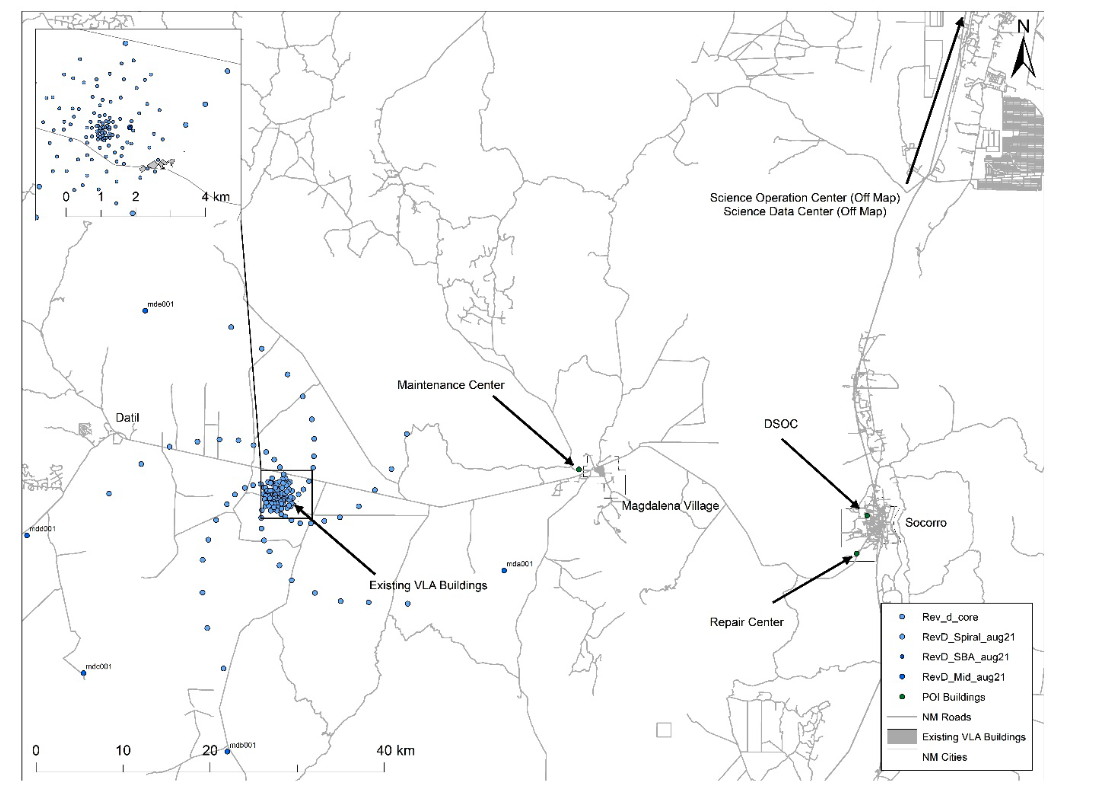 N
0 1 2 4 km
Science Operation Center (Off Map)
Science Data Center (Off Map)
mde001
Maintenance Center
Datil
DSOC
Magdalena Village
Socorro
mdd001
mda001
Existing VLA Buildings
Repair Center
mdc001
mdb001
0 10 20 40 km
Rev_d_core
RevD_Spiral_aug21
RevD_SBA_aug21
RevD_Mid_aug21
POI Buildings
NM Roads
Existing VLA Buildings
NM Cities